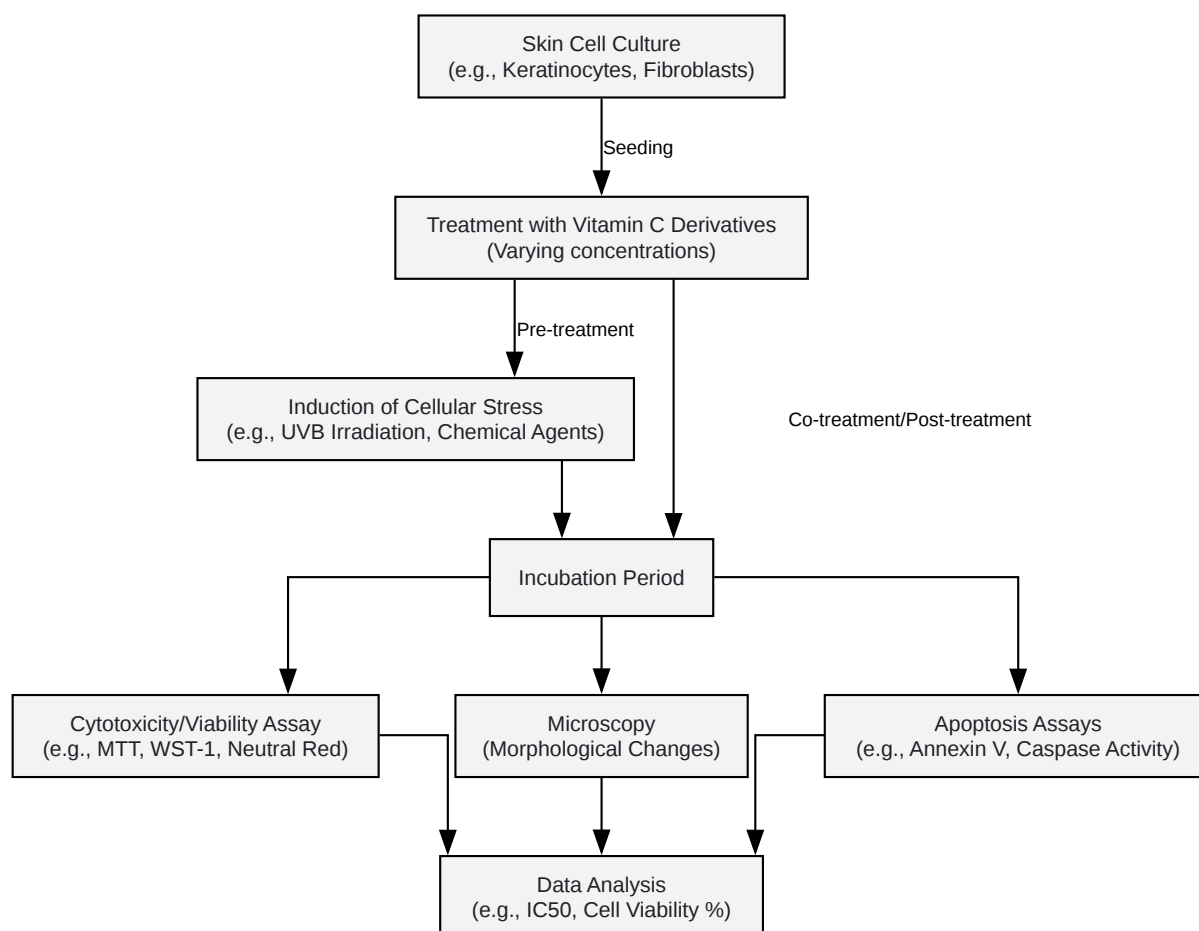 Skin Cell Culture
(e.g., Keratinocytes, Fibroblasts)
Seeding
Treatment with Vitamin C Derivatives
(Varying concentrations)
Pre-treatment
Induction of Cellular Stress
(e.g., UVB Irradiation, Chemical Agents)
Co-treatment/Post-treatment
Incubation Period
Cytotoxicity/Viability Assay
(e.g., MTT, WST-1, Neutral Red)
Microscopy
(Morphological Changes)
Apoptosis Assays
(e.g., Annexin V, Caspase Activity)
Data Analysis
(e.g., IC50, Cell Viability %)